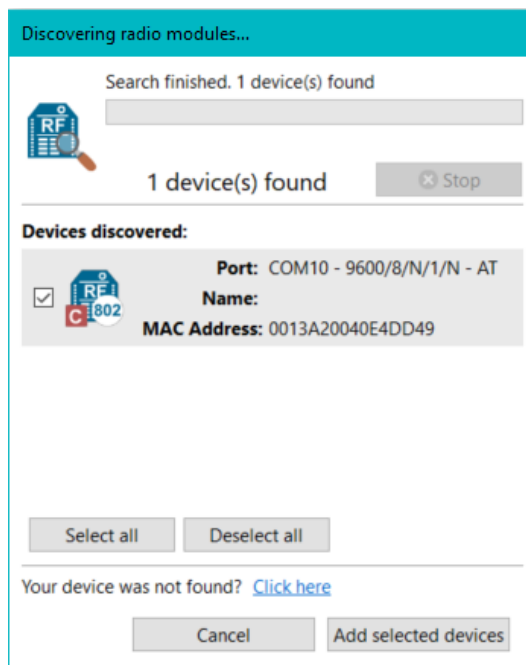 Discovering radio modules...
Search finished. 1 device(s) found
RF
1 device(s) found
Stop
Devices discovered:
RF
C 802
Port: COM10 - 9600/8/N/1/N - AT
Name:
MAC Address: 0013A20040E4DD49
Select all Deselect all
Your device was not found? Click here
Cancel Add selected devices